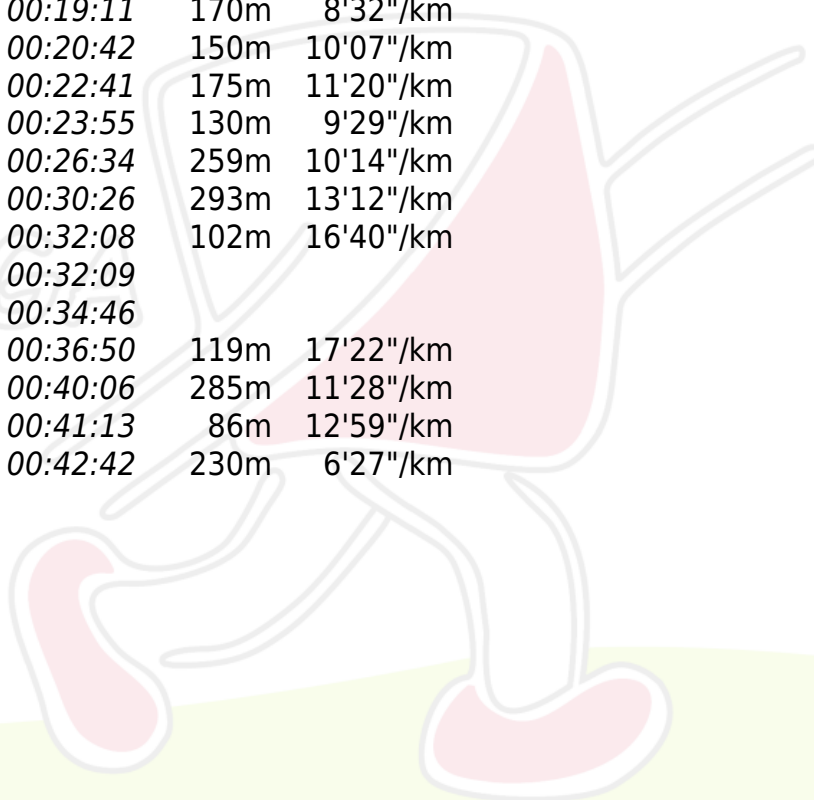 00:19:11 170m 8'32"/km
00:20:42 150m 10'07"/km
00:22:41 175m 11'20"/km
00:23:55 130m 9'29"/km
00:26:34 259m 10'14"/km
00:30:26 293m 13'12"/km
00:32:08 102m 16'40"/km
00:32:09
00:34:46
00:36:50 119m 17'22"/km
00:40:06 285m 11'28"/km
00:41:13 86m 12'59"/km
00:42:42 230m 6'27"/km